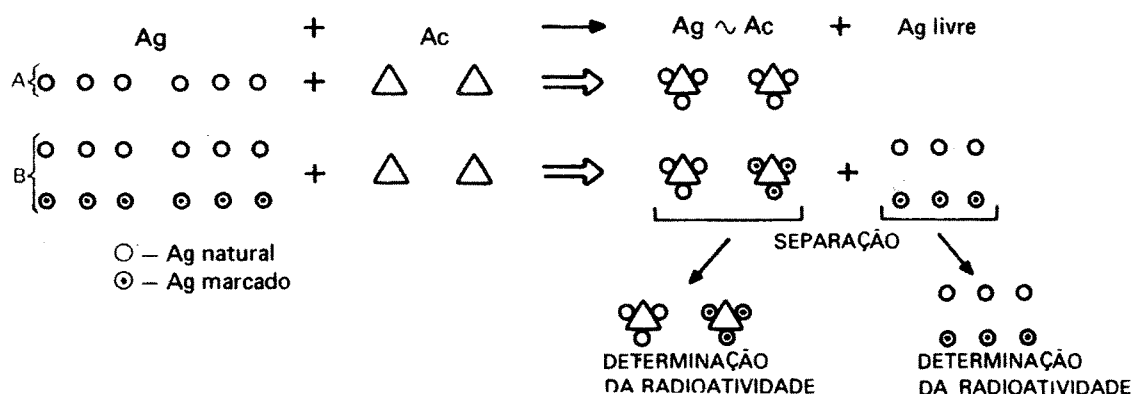 Ag + Ac → Ag ~ Ac + Ag livre
A{ + ⇒
B{ + ⇒ +
○ – Ag natural
⊙ – Ag marcado
SEPARAÇÃO
DETERMINAÇÃO
DA RADIOATIVIDADE
DETERMINAÇÃO
DA RADIOATIVIDADE